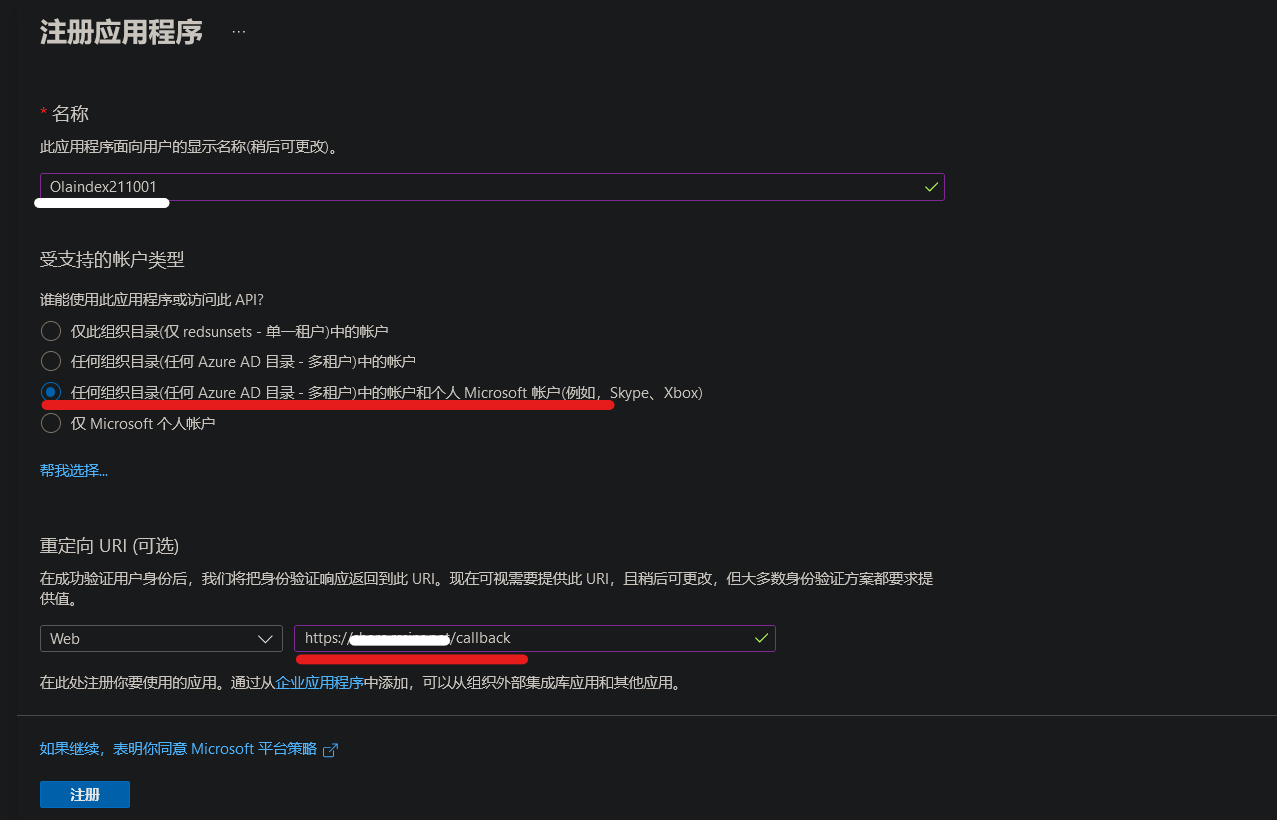 注册应用程序 ...
* 名称
此应用程序面向用户的显示名称(稍后可更改)。
Olaindex211001
受支持的帐户类型
谁能使用此应用程序或访问此 API?
仅此组织目录(仅 redsunsets - 单一租户)中的帐户
任何组织目录(任何 Azure AD 目录 - 多租户)中的帐户
任何组织目录(任何 Azure AD 目录 - 多租户)中的帐户和个人 Microsoft 帐户(例如，Skype、Xbox)
仅 Microsoft 个人帐户
帮我选择...
重定向 URI (可选)
在成功验证用户身份后，我们将把身份验证响应返回到此 URI。现在可视需要提供此 URI，且稍后可更改，但大多数身份验证方案都要求提
供值。
Web
https:// /callback
在此处注册你要使用的应用。通过从企业应用程序中添加，可以从组织外部集成库应用和其他应用。
如果继续，表明你同意 Microsoft 平台策略
注册